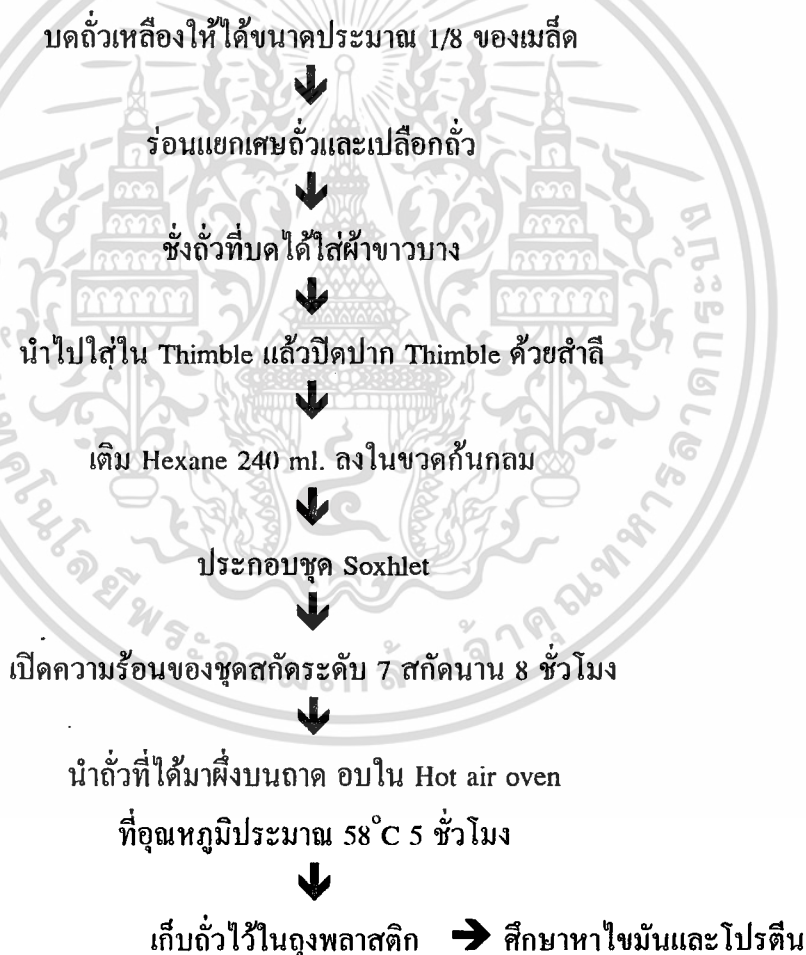 บดถั่วเหลืองให้ได้ขนาดประมาณ 1/8 ของเมล็ด
ร่อนแยกเศษถั่วและเปลือกถั่ว
ชั่งถั่วที่บดได้ใส่ผ้าขาวบาง
นำไปใส่ใน Thimble แล้วปิดปาก Thimble ด้วยสำลี
เติม Hexane 240 ml. ลงในขวดก้นกลม
ประกอบชุด Soxhlet
เปิดความร้อนของชุดสกัดระดับ 7 สกัดนาน 8 ชั่วโมง
นำถั่วที่ได้มาผึ่งบนถาด อบใน Hot air oven
ที่อุณหภูมิประมาณ 58°C 5 ชั่วโมง
เก็บถั่วไว้ในถุงพลาสติก ➔ ศึกษาหาไขมันและโปรตีน